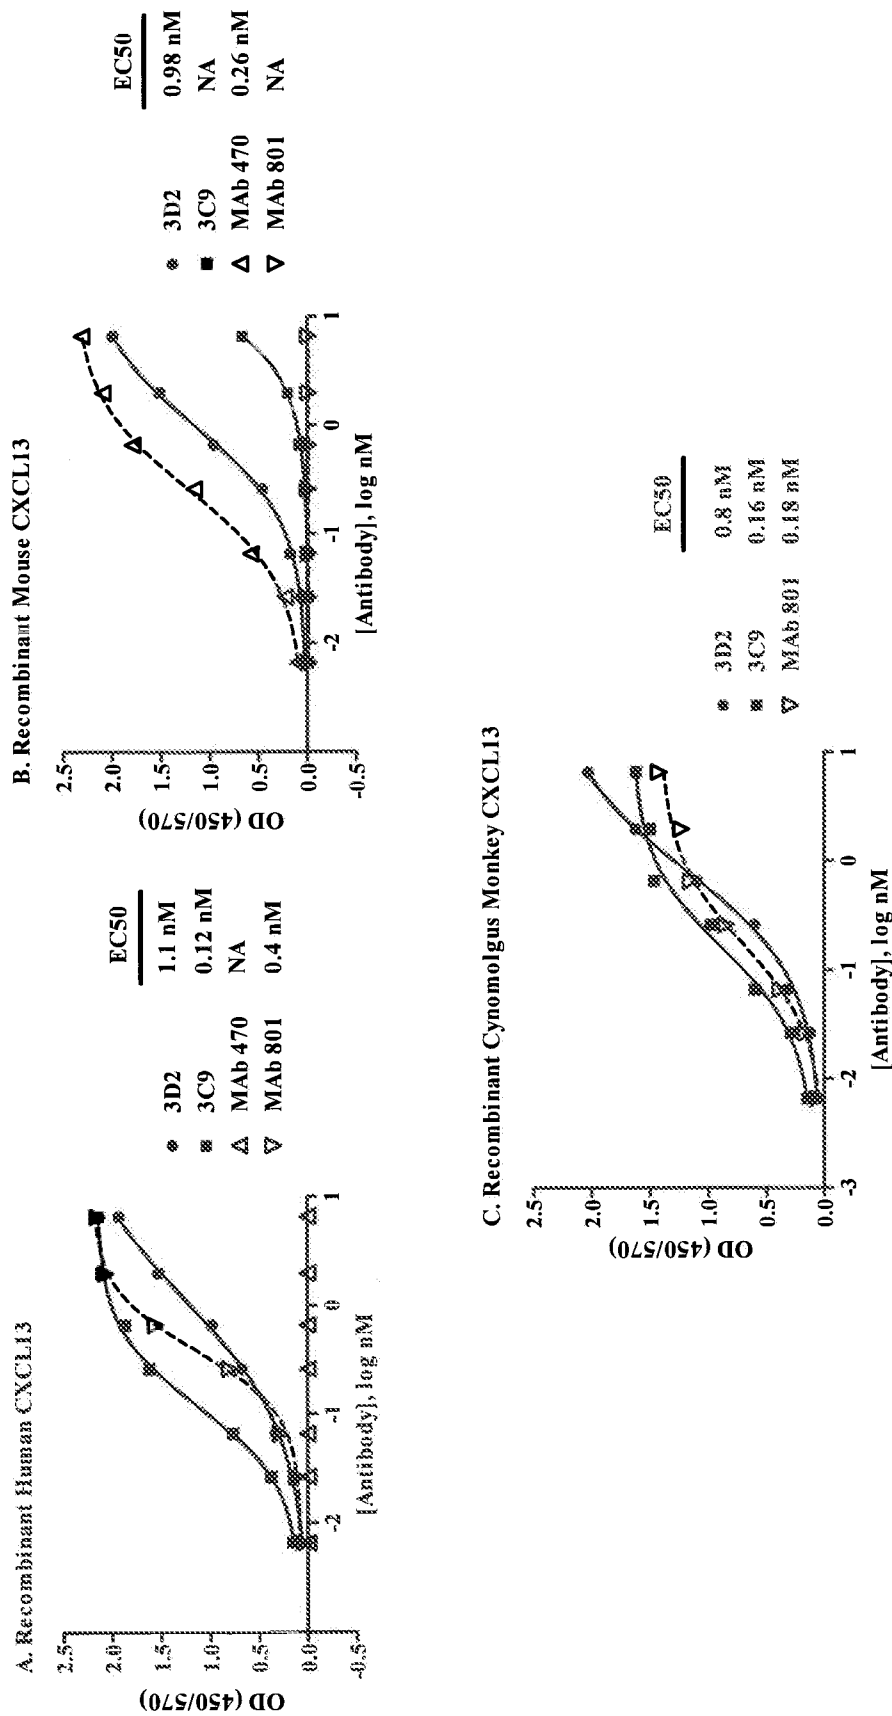 A. Recombinant Human CXCL13
OD (450/570)
2.5
2.0
1.5
1.0
0.5
0.0
-0.5
-2
-1
0
1
[Antibody], log nM
EC50
3D2 1.1 nM
3C9 0.12 nM
MAb 470 NA
MAb 801 0.4 nM
B. Recombinant Mouse CXCL13
OD (450/570)
2.5
2.0
1.5
1.0
0.5
0.0
-0.5
-2
-1
0
1
[Antibody], log nM
EC50
3D2 0.98 nM
3C9 NA
MAb 470 0.26 nM
MAb 801 NA
C. Recombinant Cynomolgus Monkey CXCL13
OD (450/570)
2.5
2.0
1.5
1.0
0.5
0.0
-3
-2
-1
0
1
[Antibody], log nM
EC50
3D2 0.8 nM
3C9 0.16 nM
MAb 801 0.18 nM